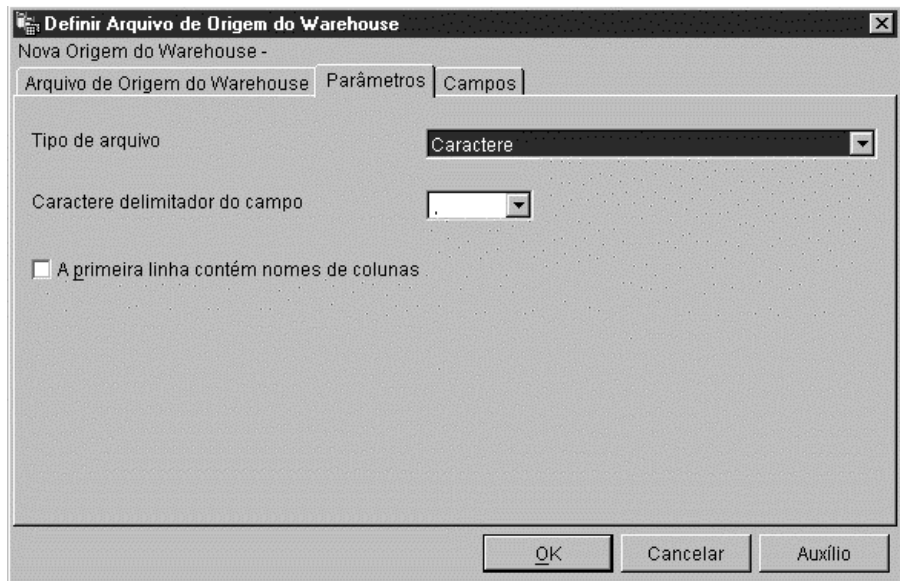 Definir Arquivo de Origem do Warehouse
Nova Origem do Warehouse -
Arquivo de Origem do Warehouse Parâmetros Campos
Tipo de arquivo Caractere
Caractere delimitador do campo ,
A primeira linha contém nomes de colunas
OK Cancelar Auxílio